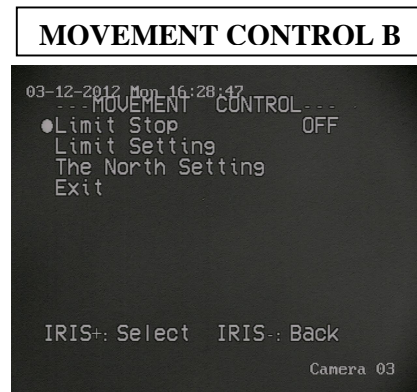 MOVEMENT CONTROL B
03-12-2012 Mon 16:28:47
---MOVEMENT CONTROL---
●Limit Stop OFF
Limit Setting
The North Setting
Exit
IRIS+: Select IRIS-: Back
Camera 03